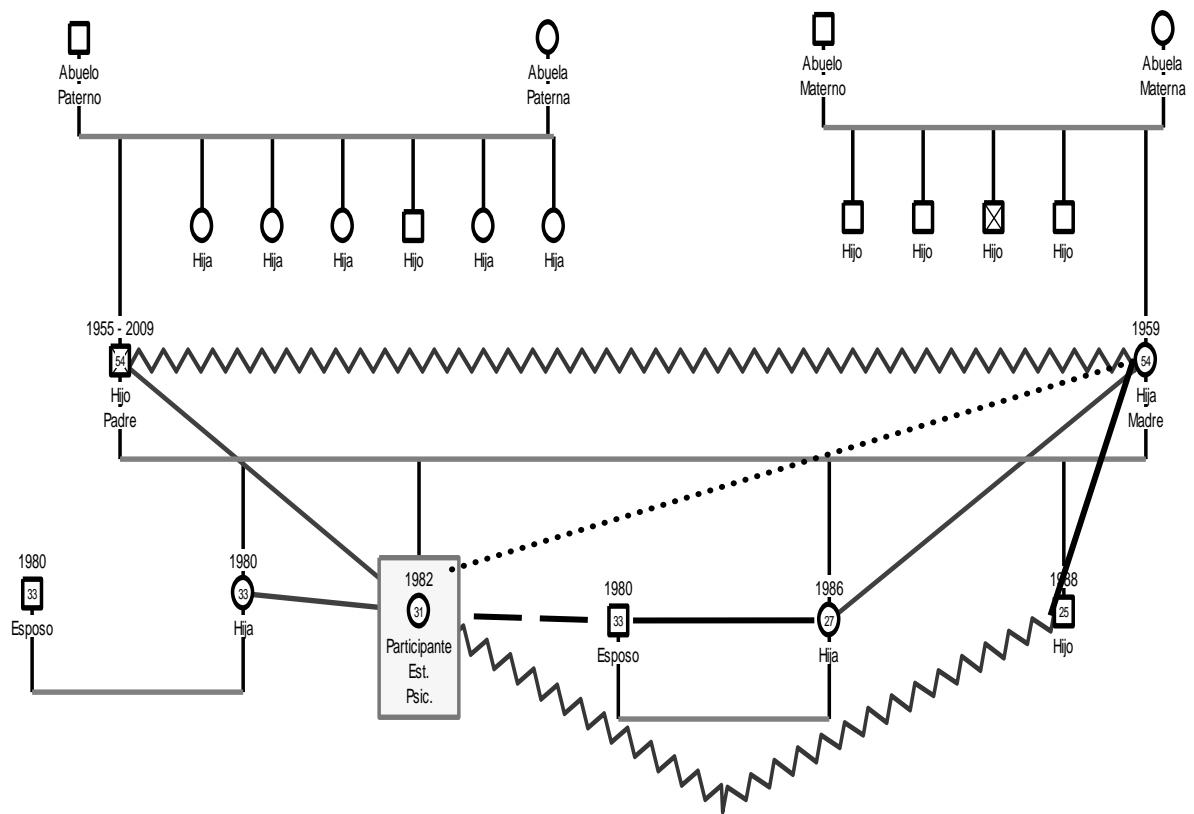 Abuelo
Paterno
Abuela
Paterna
Abuelo
Materno
Abuela
Materna
Hija
Hija
Hija
Hijo
Hija
Hija
Hijo
Hijo
Hijo
Hijo
1955 - 2009
54
Hijo
Padre
1959
54
Hija
Madre
1980
33
Esposo
1980
33
Hija
1982
31
Participante
Est.
Psic.
1980
33
Esposo
1986
27
Hija
1988
25
Hijo